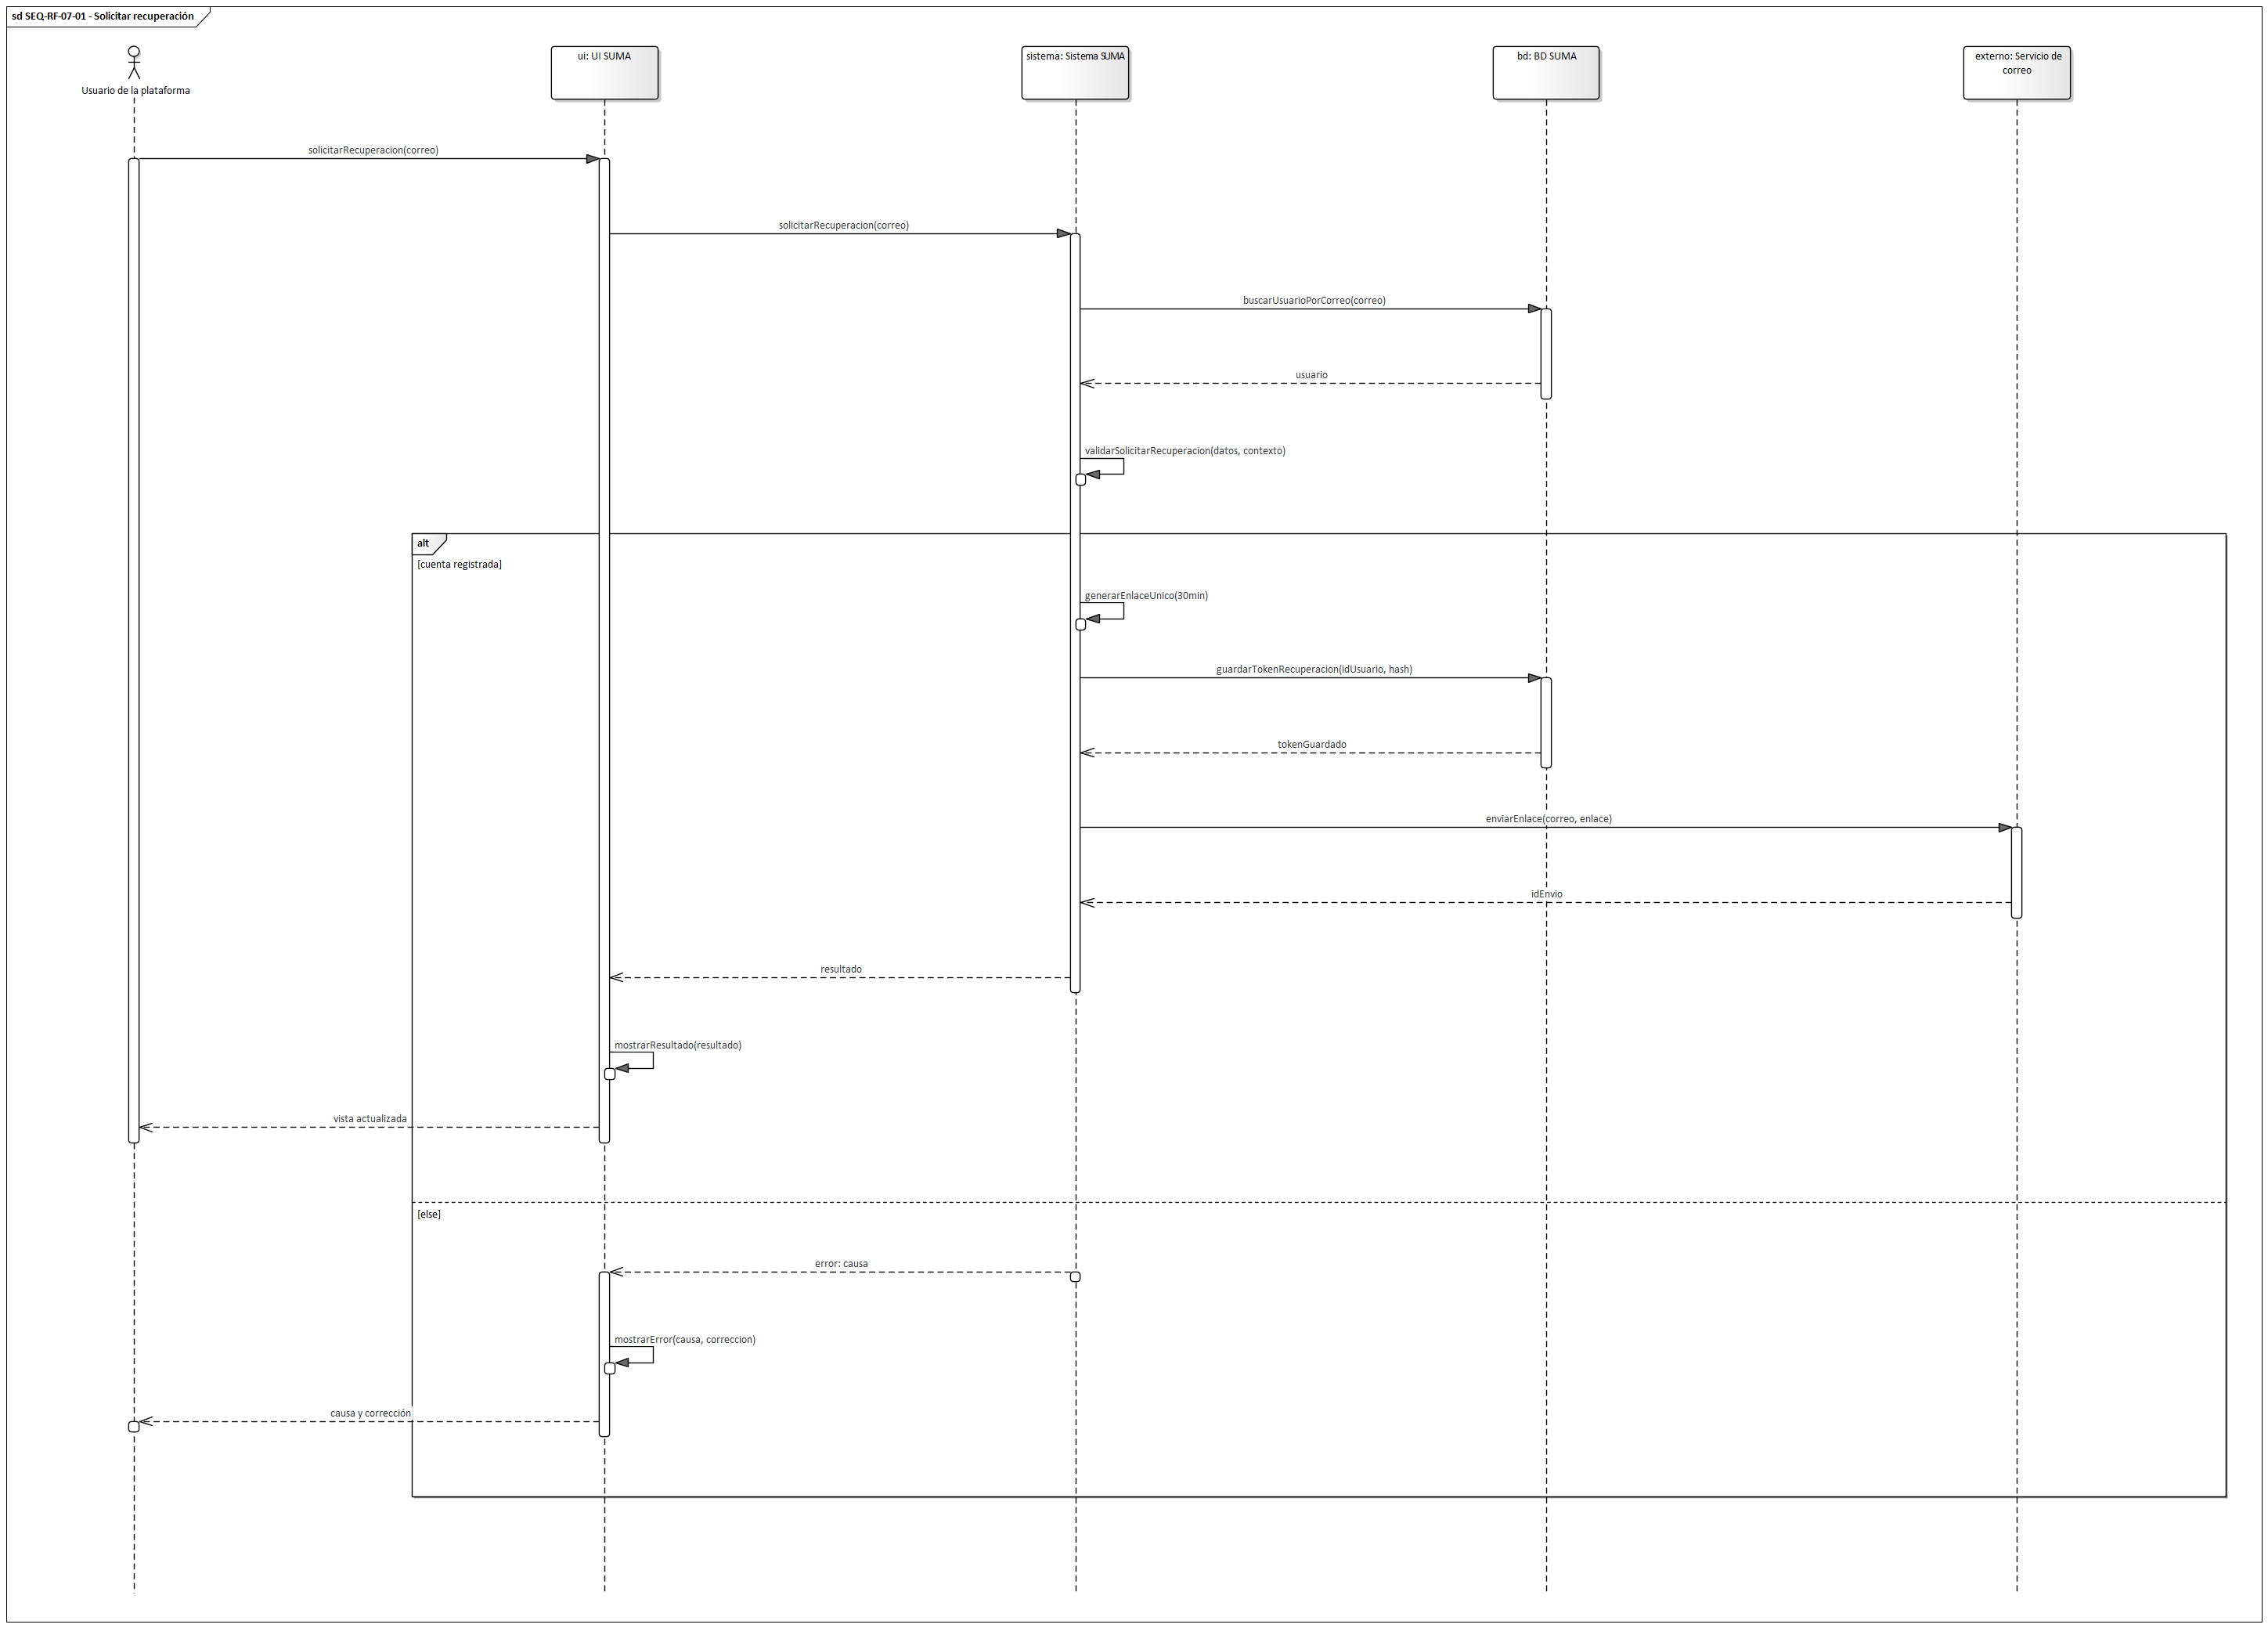 sd SEQ-RF-07-01 - Solicitar recuperación
Usuario de la plataforma
ui: UI SUMA
sistema: Sistema SUMA
bd: BD SUMA
externo: Servicio de
correo
solicitarRecuperacion(correo)
solicitarRecuperacion(correo)
buscarUsuarioPorCorreo(correo)
usuario
validarSolicitarRecuperacion(datos, contexto)
alt
[cuenta registrada]
generarEnlaceUnico(30min)
guardarTokenRecuperacion(idUsuario, hash)
tokenGuardado
enviarEnlace(correo, enlace)
idEnvio
resultado
mostrarResultado(resultado)
vista actualizada
[else]
error: causa
mostrarError(causa, correccion)
causa y corrección